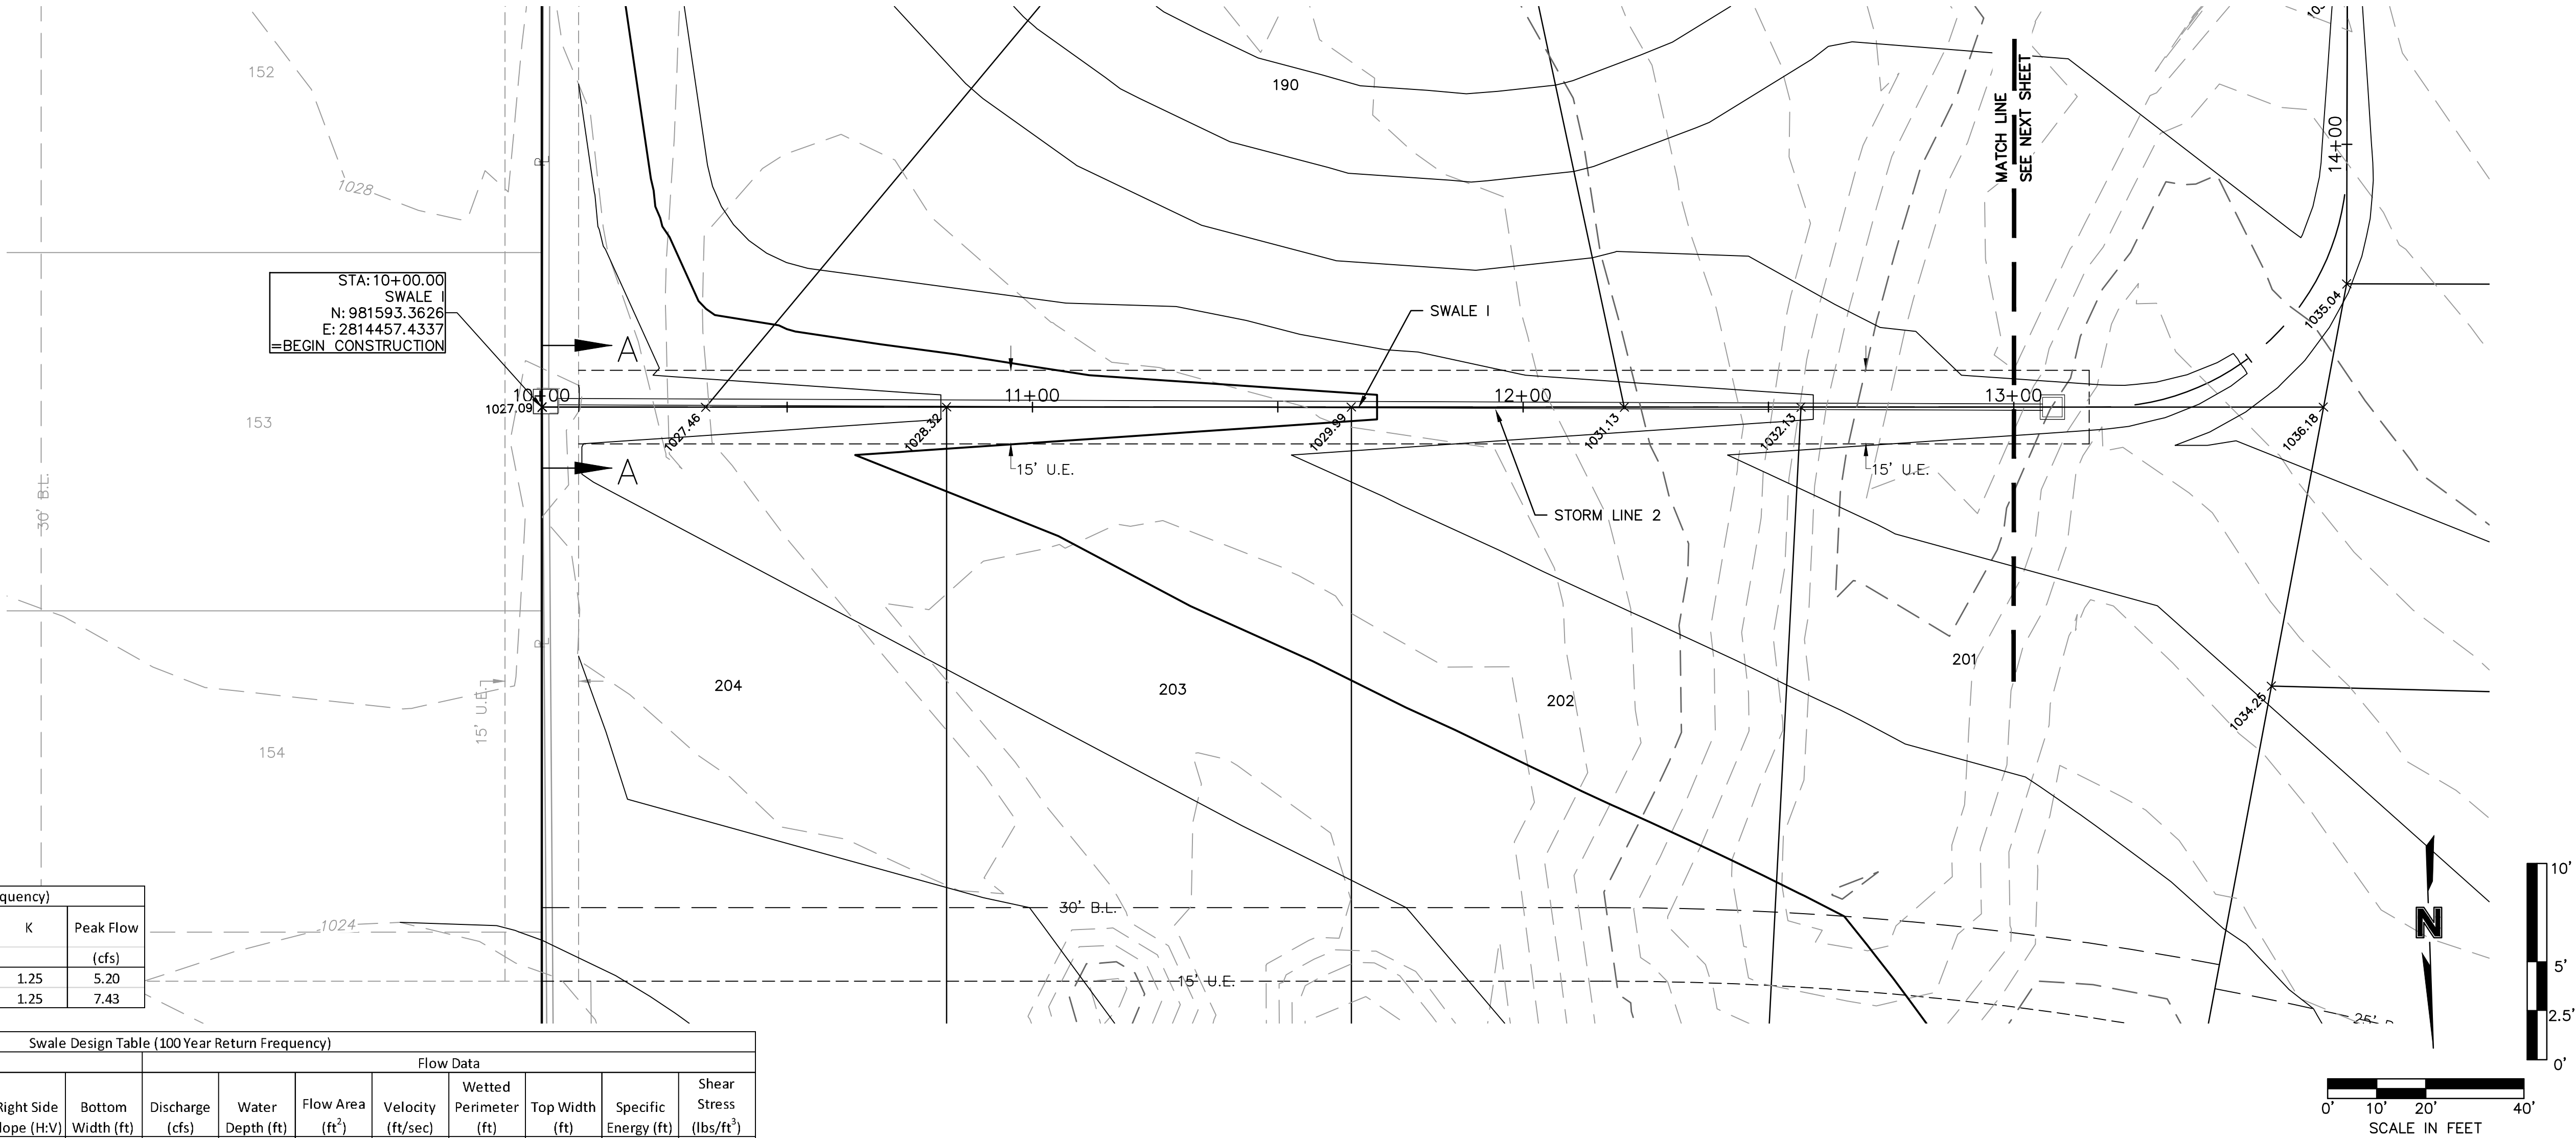 152
1028
190
MATCH LINE
SEE NEXT SHEET
14+00
STA: 10+00.00
SWALE I
N: 981593.3626
E: 2814457.4337
=BEGIN CONSTRUCTION
SWALE I
1035.04
A
10+00
11+00
12+00
13+00
1027.09
1027.46
1028.32
1029.99
1031.13
1032.13
1036.18
153
A
15' U.E.
15' U.E.
30' B.L.
STORM LINE 2
204
203
202
201
15' U.E.
1034.25
154
30' B.L.
1024
15' U.E.
quency)
K
Peak Flow
(cfs)
1.25
5.20
1.25
7.43
N
10'
5'
2.5'
0'
0'
10'
20'
40'
SCALE IN FEET
Swale Design Table (100 Year Return Frequency)
Flow Data
Right Side
lope (H:V)
Bottom
Width (ft)
Discharge
(cfs)
Water
Depth (ft)
Flow Area
(ft²)
Velocity
(ft/sec)
Wetted
Perimeter
(ft)
Top Width
(ft)
Specific
Energy (ft)
Shear
Stress
(lbs/ft³)